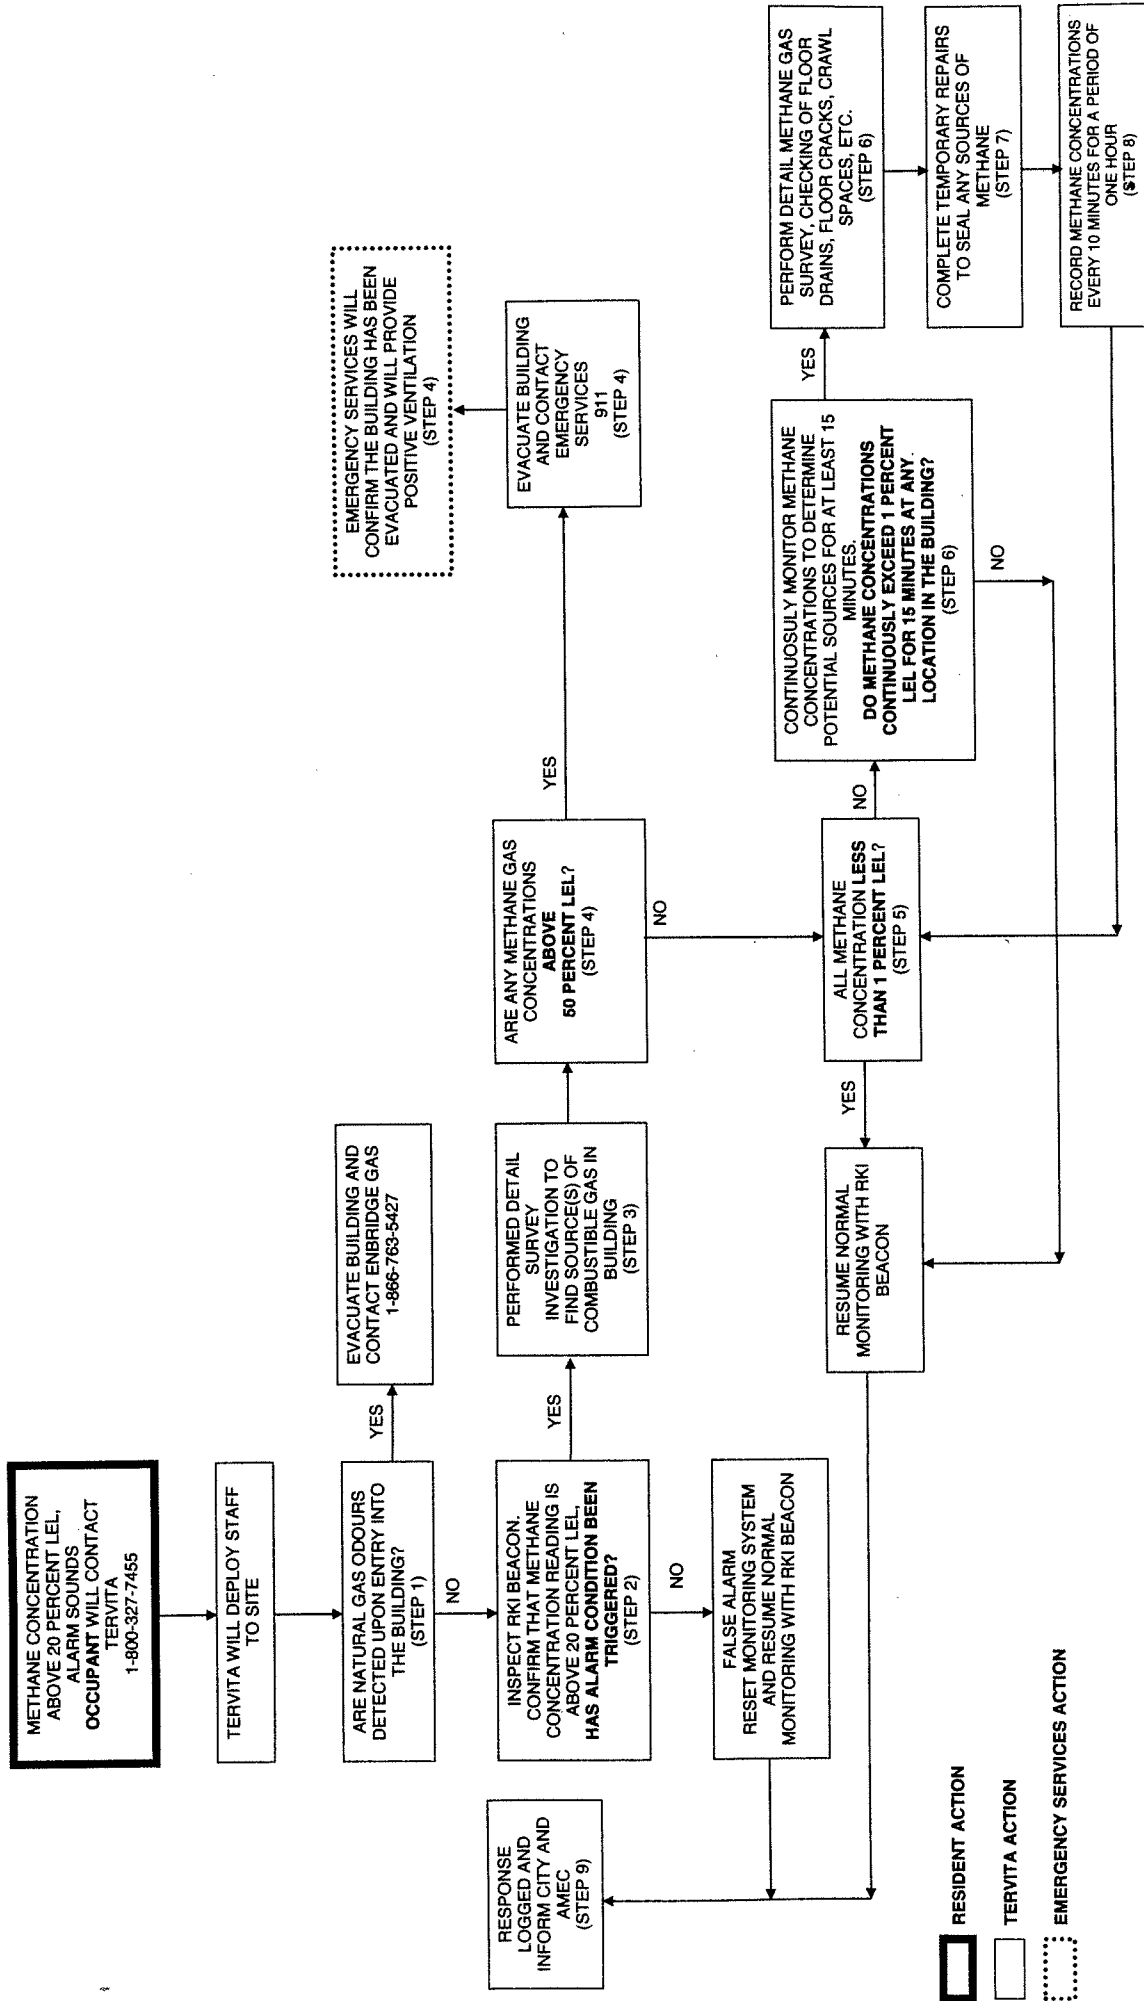 METHANE CONCENTRATION
ABOVE 20 PERCENT LEL,
ALARM SOUNDS
OCCUPANT WILL CONTACT
TERVITA
1-800-327-7455
TERVITA WILL DEPLOY STAFF
TO SITE
ARE NATURAL GAS ODOURS
DETECTED UPON ENTRY INTO
THE BUILDING?
(STEP 1)
YES
EVACUATE BUILDING AND
CONTACT ENBRIDGE GAS
1-866-763-5427
NO
INSPECT RKI BEACON.
CONFIRM THAT METHANE
CONCENTRATION READING IS
ABOVE 20 PERCENT LEL,
HAS ALARM CONDITION BEEN
TRIGGERED?
(STEP 2)
YES
PERFORMED DETAIL
SURVEY
INVESTIGATION TO
FIND SOURCE(S) OF
COMBUSTIBLE GAS IN
BUILDING
(STEP 3)
ARE ANY METHANE GAS
CONCENTRATIONS
ABOVE
50 PERCENT LEL?
(STEP 4)
YES
EVACUATE BUILDING
AND CONTACT
EMERGENCY
SERVICES
911
(STEP 4)
EMERGENCY SERVICES WILL
CONFIRM THE BUILDING HAS BEEN
EVACUATED AND WILL PROVIDE
POSITIVE VENTILATION
(STEP 4)
NO
FALSE ALARM
RESET MONITORING SYSTEM
AND RESUME NORMAL
MONITORING WITH RKI BEACON
NO
ALL METHANE
CONCENTRATION LESS
THAN 1 PERCENT LEL?
(STEP 5)
YES
RESUME NORMAL
MONITORING WITH RKI
BEACON
NO
CONTINUOSULY MONITOR METHANE
CONCENTRATIONS TO DETERMINE
POTENTIAL SOURCES FOR AT LEAST 15
MINUTES.
DO METHANE CONCENTRATIONS
CONTINUOUSLY EXCEED 1 PERCENT
LEL FOR 15 MINUTES AT ANY
LOCATION IN THE BUILDING?
(STEP 6)
NO
YES
PERFORM DETAIL METHANE GAS
SURVEY, CHECKING OF FLOOR
DRAINS, FLOOR CRACKS, CRAWL
SPACES, ETC.
(STEP 6)
COMPLETE TEMPORARY REPAIRS
TO SEAL ANY SOURCES OF
METHANE
(STEP 7)
RECORD METHANE CONCENTRATIONS
EVERY 10 MINUTES FOR A PERIOD OF
ONE HOUR
(STEP 8)
RESPONSE
LOGGED AND
INFORM CITY AND
AMEC
(STEP 9)
RESIDENT ACTION
TERVITA ACTION
EMERGENCY SERVICES ACTION